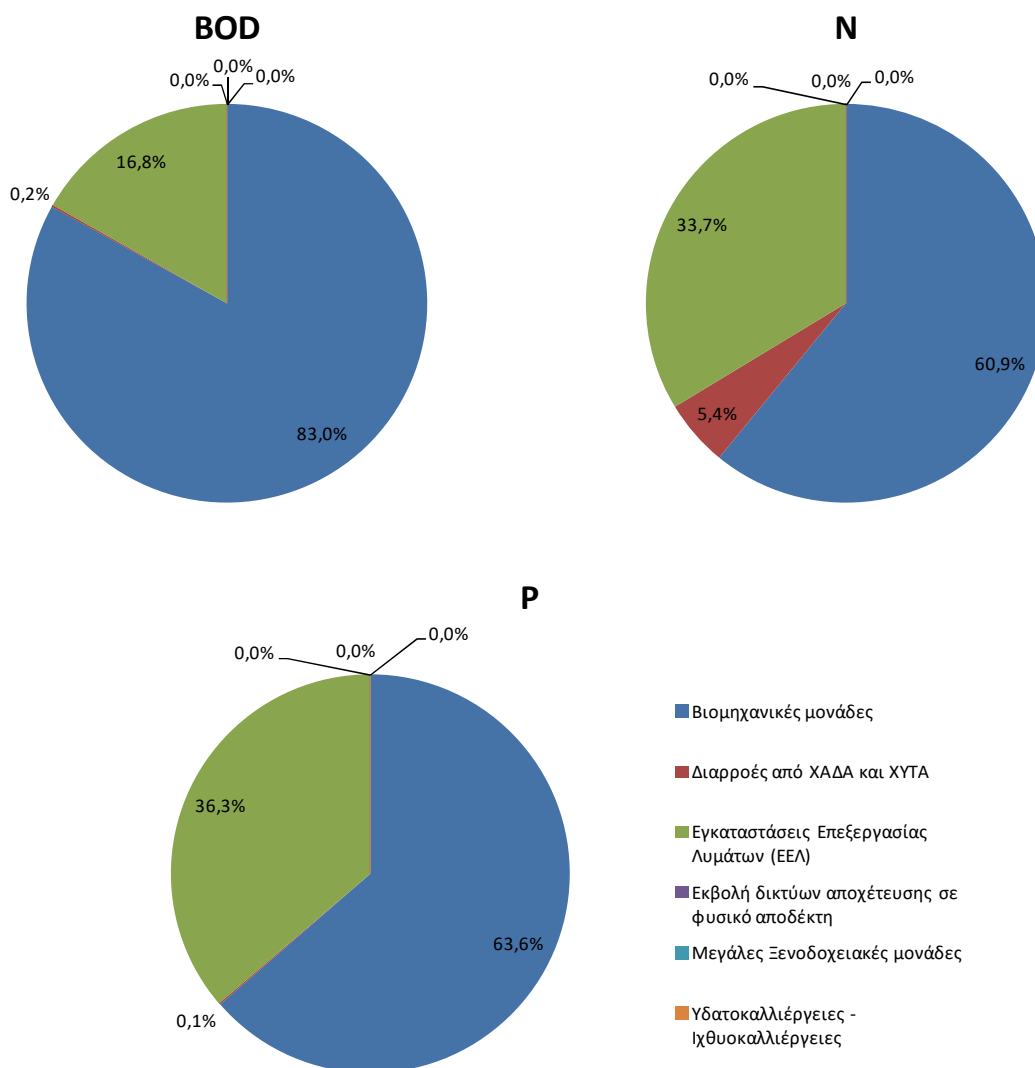 BOD
0,0%
0,0%
0,0%
16,8%
0,2%
83,0%
N
0,0%
0,0%
0,0%
33,7%
60,9%
5,4%
P
0,0%
0,0%
0,0%
36,3%
63,6%
0,1%
Βιομηχανικές μονάδες
Διαρροές από ΧΑΔΑ και ΧΥΤΑ
Εγκαταστάσεις Επεξεργασίας
Λυμάτων (ΕΕΛ)
Εκβολή δικτύων αποχέτευσης σε
φυσικό αποδέκτη
Μεγάλες Ξενοδοχειακές μονάδες
Υδατοκαλλιέργειες -
Ιχθυοκαλλιέργειες